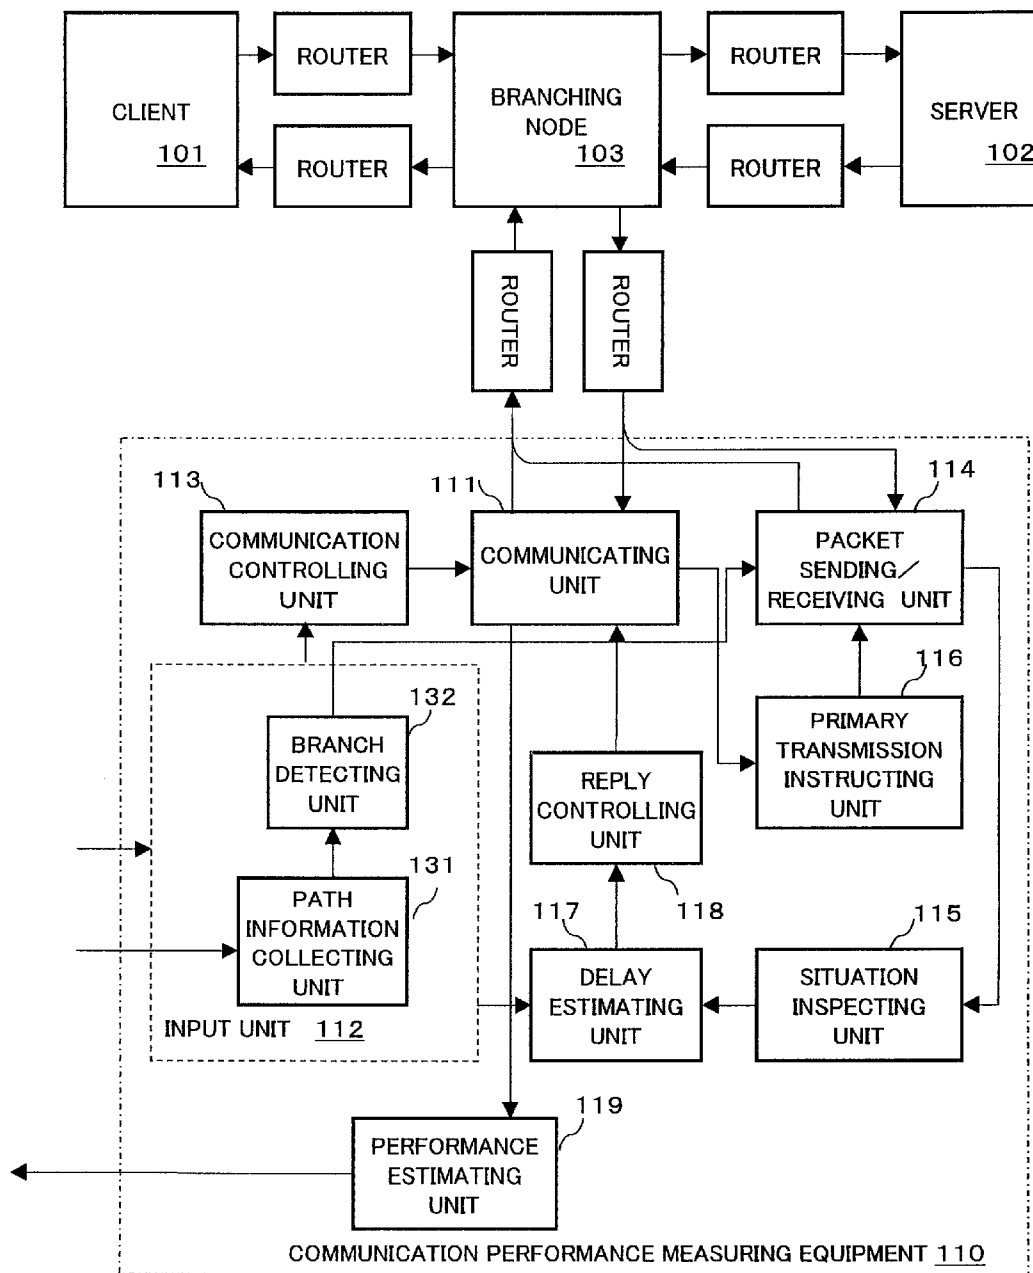 ROUTER
ROUTER
CLIENT
101
BRANCHING
NODE
103
SERVER
102
ROUTER
ROUTER
ROUTER
ROUTER
113
111
114
COMMUNICATION
CONTROLLING
UNIT
COMMUNICATING
UNIT
PACKET
SENDING/
RECEIVING UNIT
132
116
BRANCH
DETECTING
UNIT
REPLY
CONTROLLING
UNIT
PRIMARY
TRANSMISSION
INSTRUCTING
UNIT
131
117
118
115
PATH
INFORMATION
COLLECTING
UNIT
DELAY
ESTIMATING
UNIT
SITUATION
INSPECTING
UNIT
INPUT UNIT 112
119
PERFORMANCE
ESTIMATING
UNIT
COMMUNICATION PERFORMANCE MEASURING EQUIPMENT 110